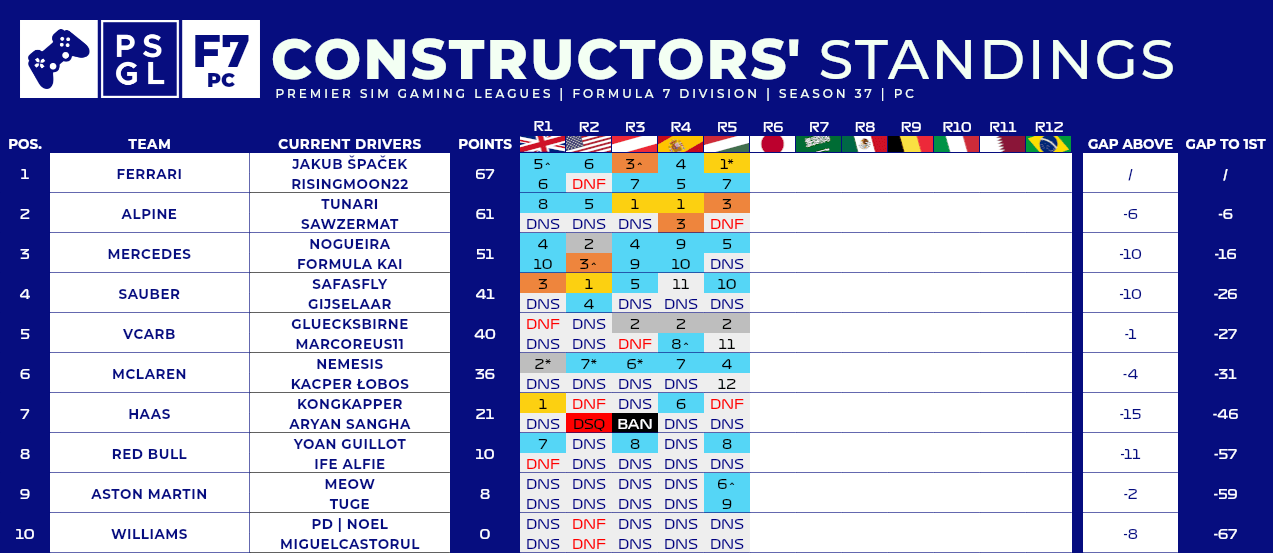 PS
GL
F7
PC
CONSTRUCTORS' STANDINGS
PREMIER SIM GAMING LEAGUES | FORMULA 7 DIVISION | SEASON 37 | PC
R1 R2 R3 R4 R5 R6 R7 R8 R9 R10 R11 R12
POS. TEAM CURRENT DRIVERS POINTS GAP ABOVE GAP TO 1ST
JAKUB ŠPAČEK 5^ 6 3^ 4 1*
1 FERRARI 67 / /
RISINGMOON22 6 DNF 7 5 7
TUNARI 8 5 1 1 3
2 ALPINE 61 -6 -6
SAWZERMAT DNS DNS DNS 3 DNF
NOGUEIRA 4 2 4 9 5
3 MERCEDES 51 -10 -16
FORMULA KAI 10 3^ 9 10 DNS
SAFASFLY 3 1 5 11 10
4 SAUBER 41 -10 -26
GIJSELAAR DNS 4 DNS DNS DNS
GLUECKSBIRNE DNF DNS 2 2 2
5 VCARB 40 -1 -27
MARCOREUS11 DNS DNS DNF 8^ 11
NEMESIS 2* 7* 6* 7 4
6 MCLAREN 36 -4 -31
KACPER ŁOBOS DNS DNS DNS DNS 12
KONGKAPPER 1 DNF DNS 6 DNF
7 HAAS 21 -15 -46
ARYAN SANGHA DNS DSQ BAN DNS DNS
YOAN GUILLOT 7 DNS 8 DNS 8
8 RED BULL 10 -11 -57
IFE ALFIE DNF DNS DNS DNS DNS
MEOW DNS DNS DNS DNS 6^
9 ASTON MARTIN 8 -2 -59
TUGE DNS DNS DNS DNS 9
PD | NOEL DNS DNF DNS DNS DNS
10 WILLIAMS 0 -8 -67
MIGUELCASTORUL DNS DNF DNS DNS DNS